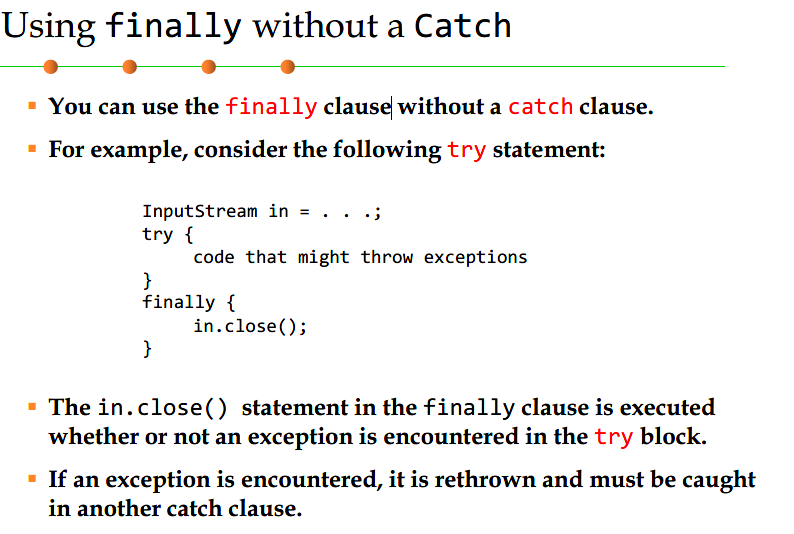 Using finally without a Catch
You can use the finally clause without a catch clause.
For example, consider the following try statement:
InputStream in = . . .;
try {
code that might throw exceptions
}
finally {
in.close();
}
The in.close() statement in the finally clause is executed
whether or not an exception is encountered in the try block.
If an exception is encountered, it is rethrown and must be caught
in another catch clause.